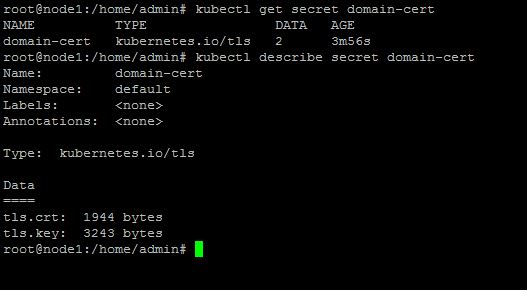 root@node1:/home/admin# kubectl get secret domain-cert
NAME          TYPE                DATA   AGE
domain-cert   kubernetes.io/tls   2      3m56s
root@node1:/home/admin# kubectl describe secret domain-cert
Name:         domain-cert
Namespace:    default
Labels:       <none>
Annotations:  <none>
Type:  kubernetes.io/tls
Data
====
tls.crt:  1944 bytes
tls.key:  3243 bytes
root@node1:/home/admin#